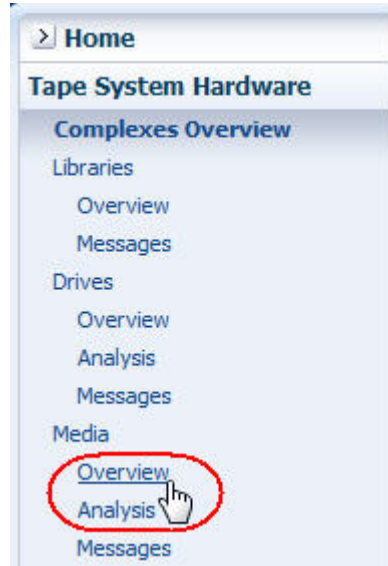 Home
Tape System Hardware
Complexes Overview
Libraries
Overview
Messages
Drives
Overview
Analysis
Messages
Media
Overview
Analysis
Messages